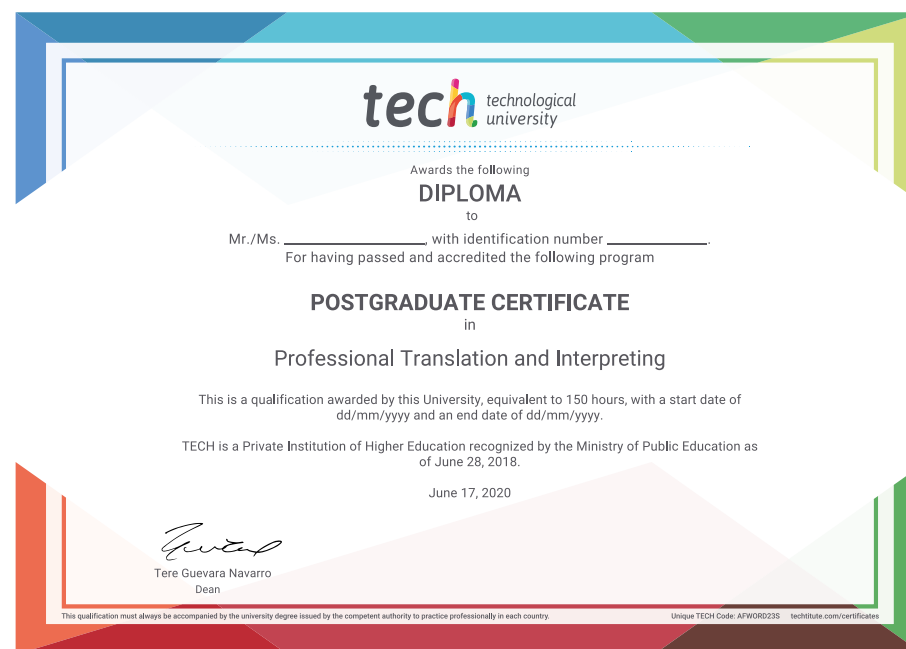 tech technological
university
Awards the following
DIPLOMA
to
Mr./Ms. ____________________, with identification number ______________.
For having passed and accredited the following program
POSTGRADUATE CERTIFICATE
in
Professional Translation and Interpreting
This is a qualification awarded by this University, equivalent to 150 hours, with a start date of
dd/mm/yyyy and an end date of dd/mm/yyyy.
TECH is a Private Institution of Higher Education recognized by the Ministry of Public Education as
of June 28, 2018.
June 17, 2020
Tere Guevara Navarro
Dean
This qualification must always be accompanied by the university degree issued by the competent authority to practice professionally in each country. Unique TECH Code: AFWORD23S techtitute.com/certificates